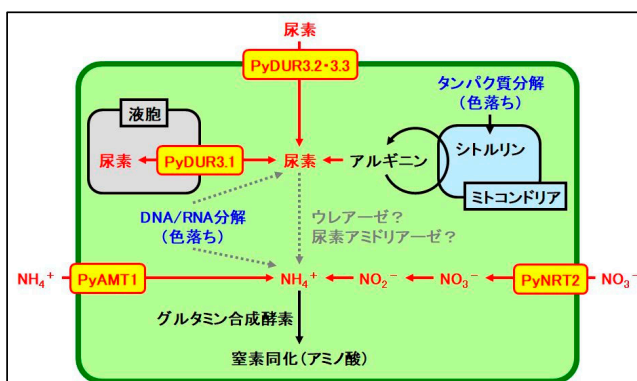 尿素
PyDUR3.2・3.3
タンパク質分解
(色落ち)
液胞
尿素
PyDUR3.1
尿素
アルギニン
シトルリン
ミトコンドリア
DNA/RNA分解
(色落ち)
ウレアーゼ?
尿素アミドリアーゼ?
NH₄⁺
PyAMT1
NH₄⁺
NO₂⁻
NO₃⁻
PyNRT2
NO₃⁻
グルタミン合成酵素
窒素同化(アミノ酸)